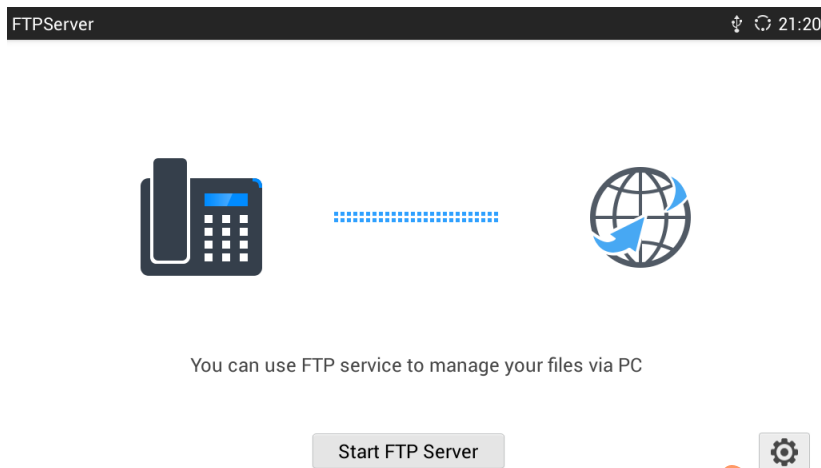 FTPServer
21:20
You can use FTP service to manage your files via PC
Start FTP Server